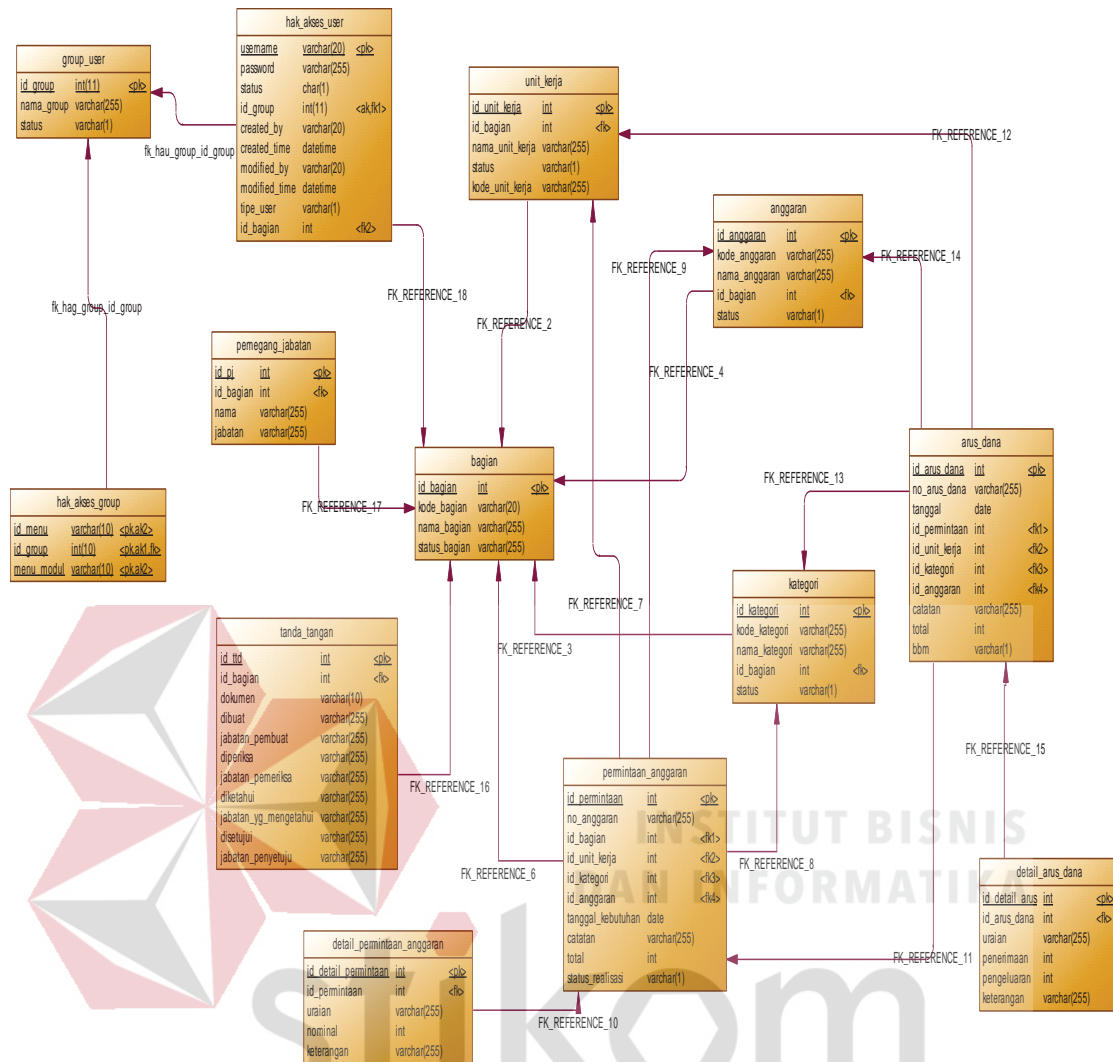 hak_akses_user
username varchar(20) <pk>
password varchar(255)
status char(1)
id_group int(11) <ak,fk1>
created_by varchar(20)
created_time datetime
modified_by varchar(20)
modified_time datetime
tipe_user varchar(1)
id_bagian int <fk2>
group_user
id_group int(11) <pk>
nama_group varchar(255)
status varchar(1)
fk_hau_group_id_group
unit_kerja
id_unit_kerja int <pk>
id_bagian int <fk>
nama_unit_kerja varchar(255)
status varchar(1)
kode_unit_kerja varchar(255)
FK_REFERENCE_12
anggaran
id_anggaran int <pk>
kode_anggaran varchar(255)
nama_anggaran varchar(255)
id_bagian int <fk>
status varchar(1)
FK_REFERENCE_9
FK_REFERENCE_14
FK_REFERENCE_18
fk_hag_group_id_group
FK_REFERENCE_2
FK_REFERENCE_4
pemegang_jabatan
id_pj int <pk>
id_bagian int <fk>
nama varchar(255)
jabatan varchar(255)
bagian
id_bagian int <pk>
kode_bagian varchar(20)
nama_bagian varchar(255)
status_bagian varchar(255)
FK_REFERENCE_17
FK_REFERENCE_13
arus_dana
id_arus_dana int <pk>
no_arus_dana varchar(255)
tanggal date
id_permintaan int <fk1>
id_unit_kerja int <fk2>
id_kategori int <fk3>
id_anggaran int <fk4>
catatan varchar(255)
total int
bbm varchar(1)
hak_akses_group
id_menu varchar(10) <pk,ak2>
id_group int(10) <pk,ak1,fk>
menu_modul varchar(10) <pk,ak2>
kategori
id_kategori int <pk>
kode_kategori varchar(255)
nama_kategori varchar(255)
id_bagian int <fk>
status varchar(1)
FK_REFERENCE_7
FK_REFERENCE_3
tanda_tangan
id_ttd int <pk>
id_bagian int <fk>
dokumen varchar(10)
dibuat varchar(255)
jabatan_pembuat varchar(255)
diperiksa varchar(255)
jabatan_pemeriksa varchar(255)
diketahui varchar(255)
jabatan_yg_mengetahui varchar(255)
disetujui varchar(255)
jabatan_penyetuju varchar(255)
FK_REFERENCE_16
FK_REFERENCE_15
permintaan_anggaran
id_permintaan int <pk>
no_anggaran varchar(255)
id_bagian int <fk1>
id_unit_kerja int <fk2>
id_kategori int <fk3>
id_anggaran int <fk4>
tanggal_kebutuhan date
catatan varchar(255)
total int
status_realisasi varchar(1)
FK_REFERENCE_6
FK_REFERENCE_8
INSTITUT BISNIS
DAN INFORMATIKA
detail_arus_dana
id_detail_arus int <pk>
id_arus_dana int <fk>
uraian varchar(255)
penerimaan int
pengeluaran int
keterangan varchar(255)
FK_REFERENCE_11
detail_permintaan_anggaran
id_detail_permintaan int <pk>
id_permintaan int <fk>
uraian varchar(255)
nominal int
keterangan varchar(255)
FK_REFERENCE_10
stikom